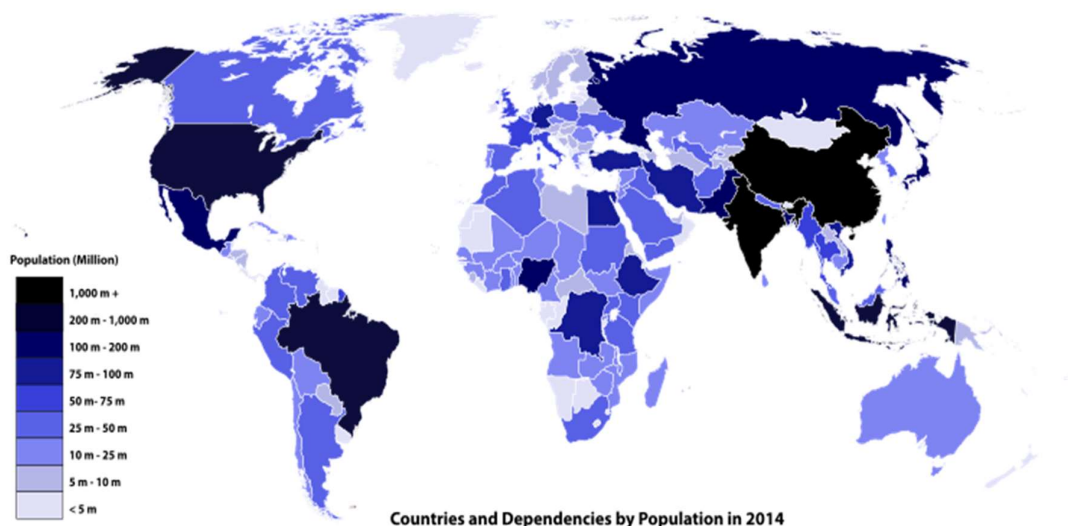 Population (Million)
1,000 m +
200 m - 1,000 m
100 m - 200 m
75 m - 100 m
50 m- 75 m
25 m - 50 m
10 m - 25 m
5 m - 10 m
< 5 m
Countries and Dependencies by Population in 2014